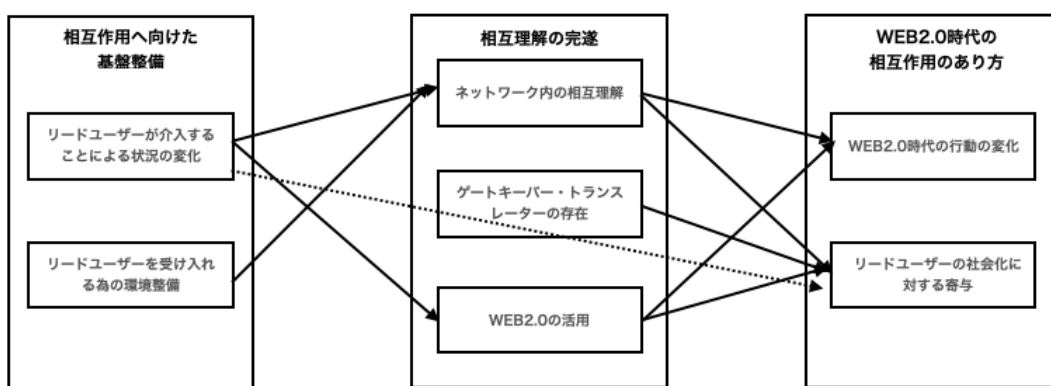 相互作用へ向けた
基盤整備
リードユーザーが介入する
ことによる状況の変化
リードユーザーを受け入れ
る為の環境整備
相互理解の完遂
ネットワーク内の相互理解
ゲートキーパー・トランス
レーターの存在
WEB2.0の活用
WEB2.0時代の
相互作用のあり方
WEB2.0時代の行動の変化
リードユーザーの社会化に
対する寄与